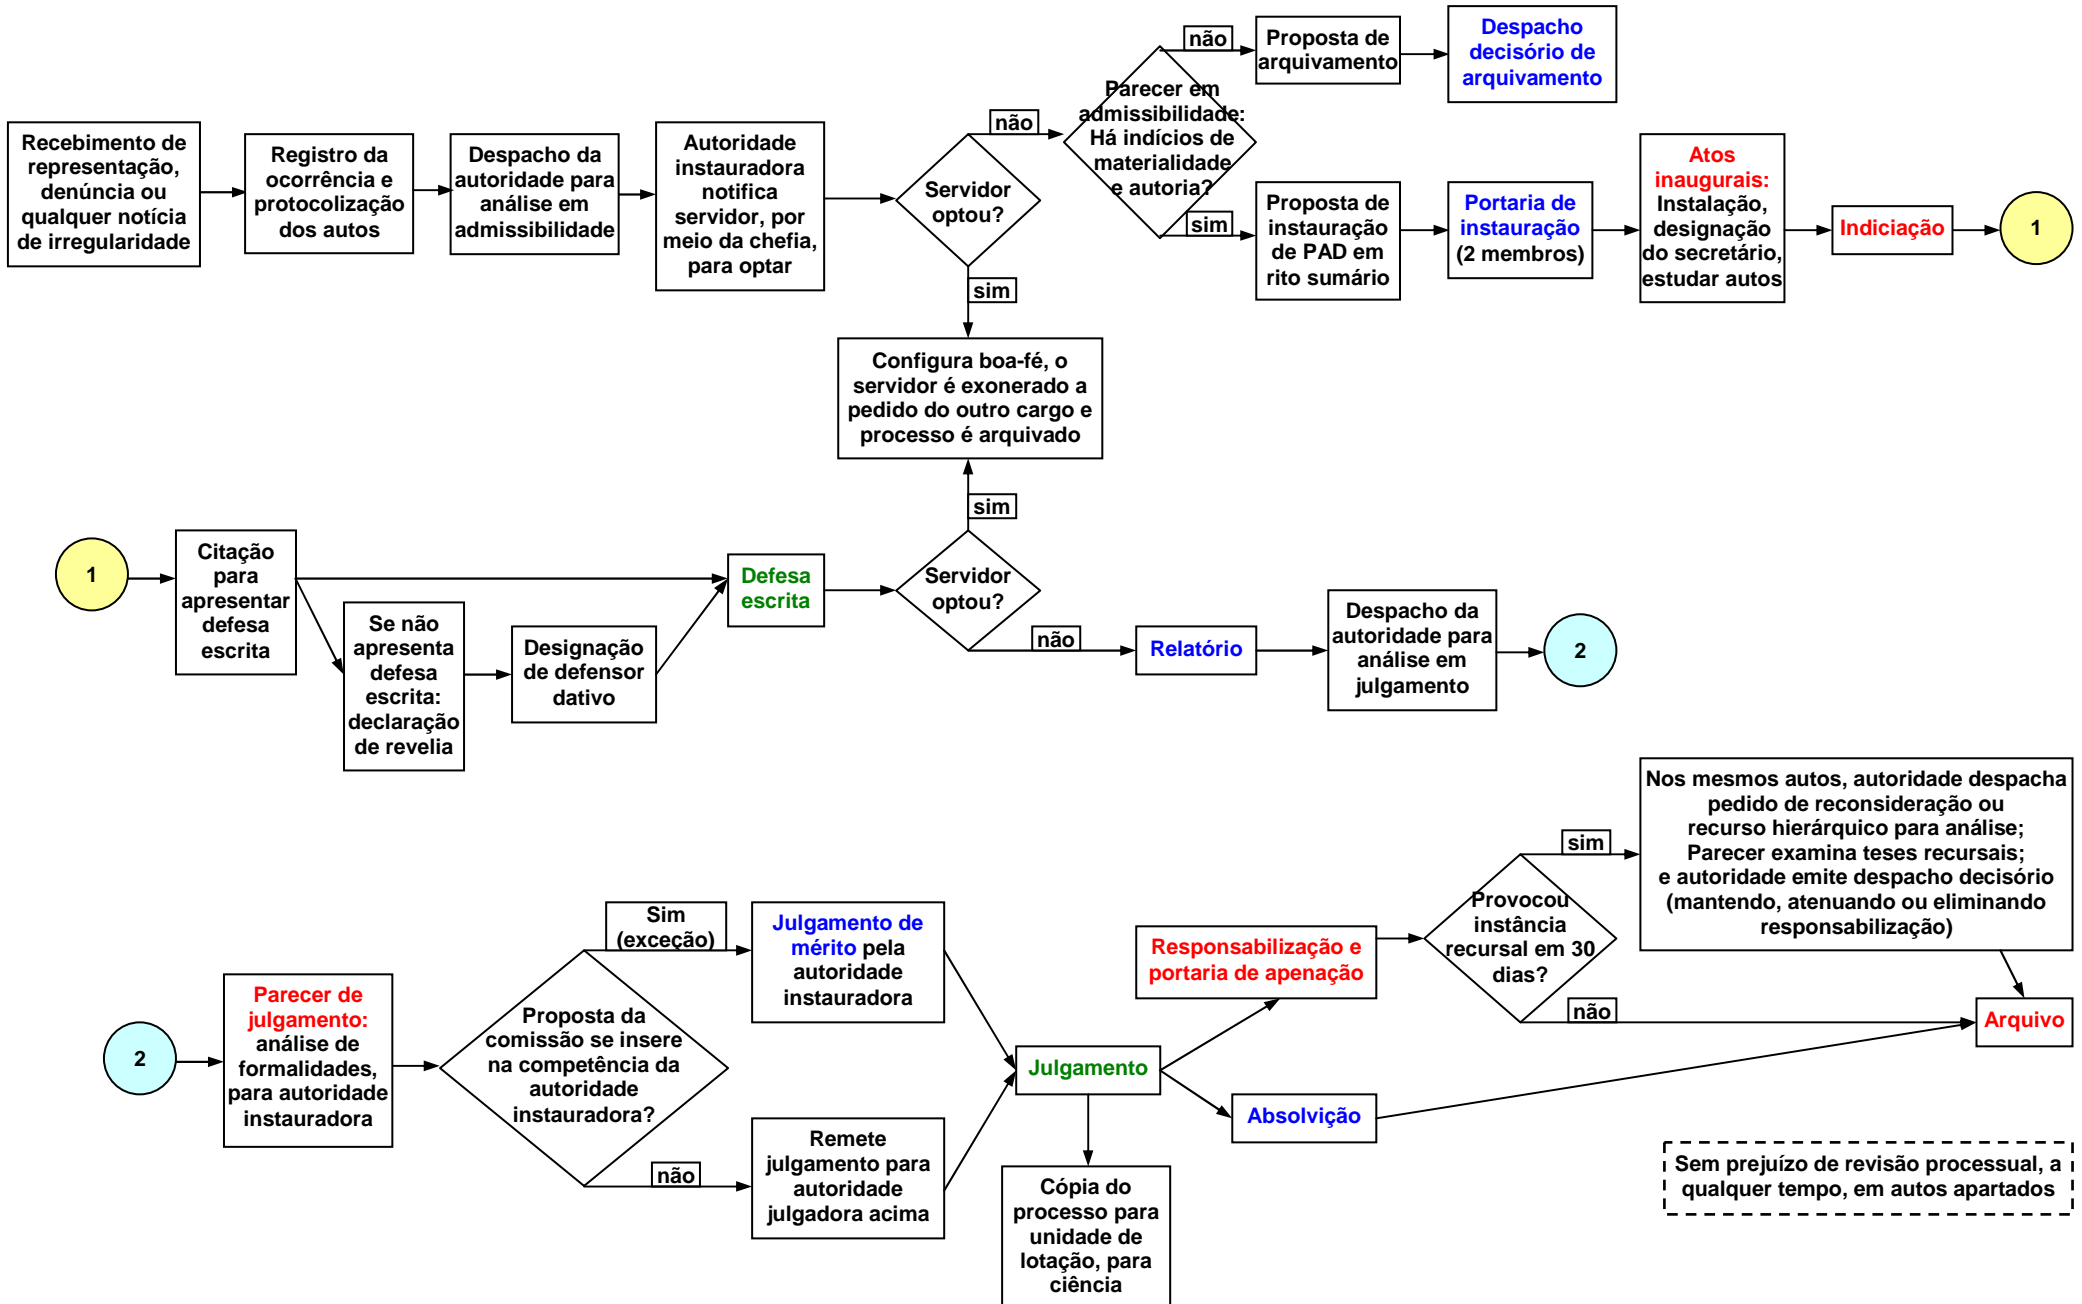 não
Proposta de
arquivamento
Despacho
decisório de
arquivamento
Recebimento de
representação,
denúncia ou
qualquer notícia
de irregularidade
Registro da
ocorrência e
protocolização
dos autos
Despacho da
autoridade para
análise em
admissibilidade
Autoridade
instauradora
notifica
servidor, por
meio da chefia,
para optar
Servidor
optou?
não
Parecer em
admissibilidade:
Há indícios de
materialidade
e autoria?
sim
Proposta de
instauração
de PAD em
rito sumário
Portaria de
instauração
(2 membros)
Atos
inaugurais:
Instalação,
designação
do secretário,
estudar autos
Indiciação
1
sim
Configura boa-fé, o
servidor é exonerado a
pedido do outro cargo e
processo é arquivado
sim
1
Citação
para
apresentar
defesa
escrita
Se não
apresenta
defesa
escrita:
declaração
de revelia
Designação
de defensor
dativo
Defesa
escrita
Servidor
optou?
não
Relatório
Despacho da
autoridade para
análise em
julgamento
2
2
Parecer de
julgamento:
análise de
formalidades,
para autoridade
instauradora
Proposta da
comissão se insere
na competência da
autoridade
instauradora?
Sim
(exceção)
Julgamento de
mérito pela
autoridade
instauradora
não
Remete
julgamento para
autoridade
julgadora acima
Julgamento
Cópia do
processo para
unidade de
lotação, para
ciência
Responsabilização e
portaria de apenação
Absolvição
Provocou
instância
recursal em 30
dias?
sim
Nos mesmos autos, autoridade despacha
pedido de reconsideração ou
recurso hierárquico para análise;
Parecer examina teses recursais;
e autoridade emite despacho decisório
(mantendo, atenuando ou eliminando
responsabilização)
não
Arquivo
Sem prejuízo de revisão processual, a
qualquer tempo, em autos apartados